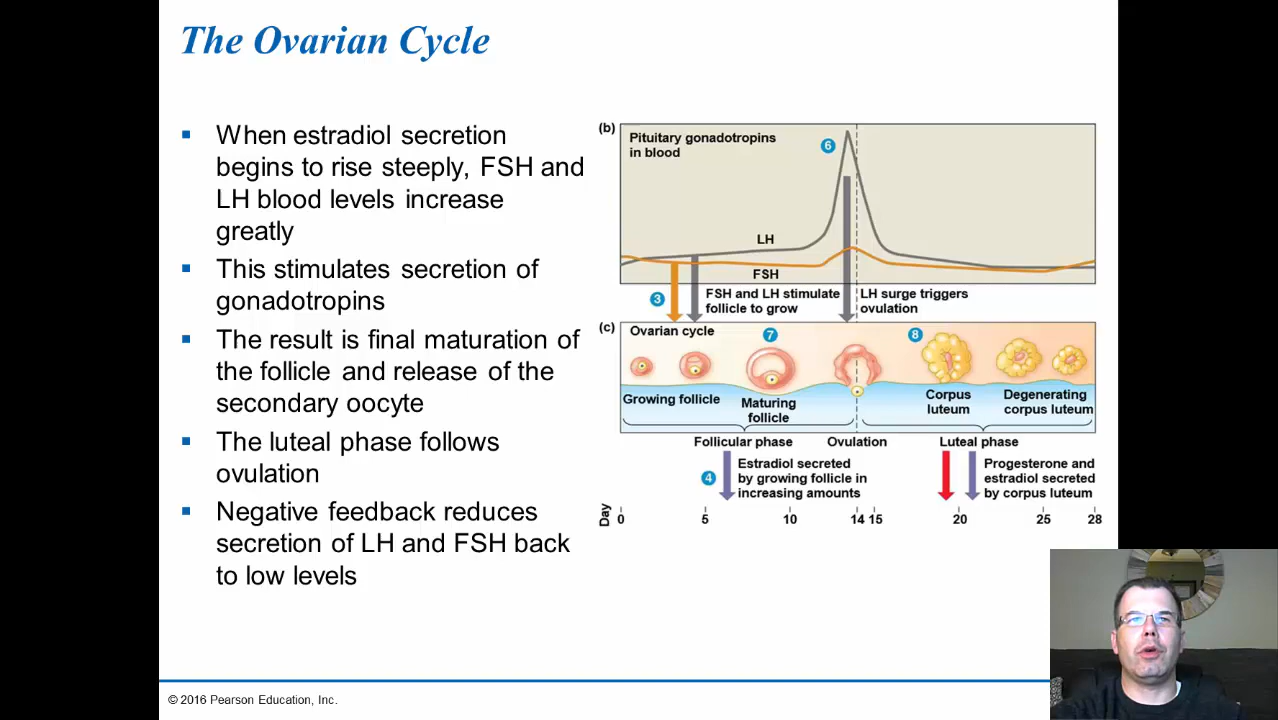 The Ovarian Cycle
▪ When estradiol secretion
begins to rise steeply, FSH and
LH blood levels increase
greatly
▪ This stimulates secretion of
gonadotropins
▪ The result is final maturation of
the follicle and release of the
secondary oocyte
▪ The luteal phase follows
ovulation
▪ Negative feedback reduces
secretion of LH and FSH back
to low levels
(b)
Pituitary gonadotropins
in blood
6
LH
FSH
3
FSH and LH stimulate
follicle to grow
LH surge triggers
ovulation
(c)
Ovarian cycle
7
8
Growing follicle
Maturing
follicle
Corpus
luteum
Degenerating
corpus luteum
Follicular phase
Ovulation
Luteal phase
4
Estradiol secreted
by growing follicle in
increasing amounts
Progesterone and
estradiol secreted
by corpus luteum
Day
0 5 10 14 15 20 25 28
© 2016 Pearson Education, Inc.